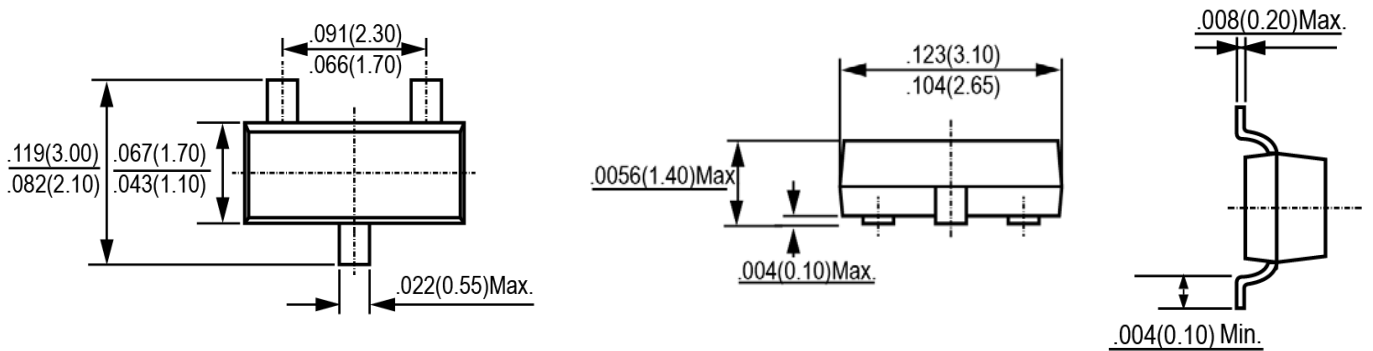 .091(2.30)
.066(1.70)
.119(3.00)
.082(2.10)
.067(1.70)
.043(1.10)
.022(0.55)Max.
.123(3.10)
.104(2.65)
.0056(1.40)Max
.004(0.10)Max.
.008(0.20)Max.
.004(0.10) Min.